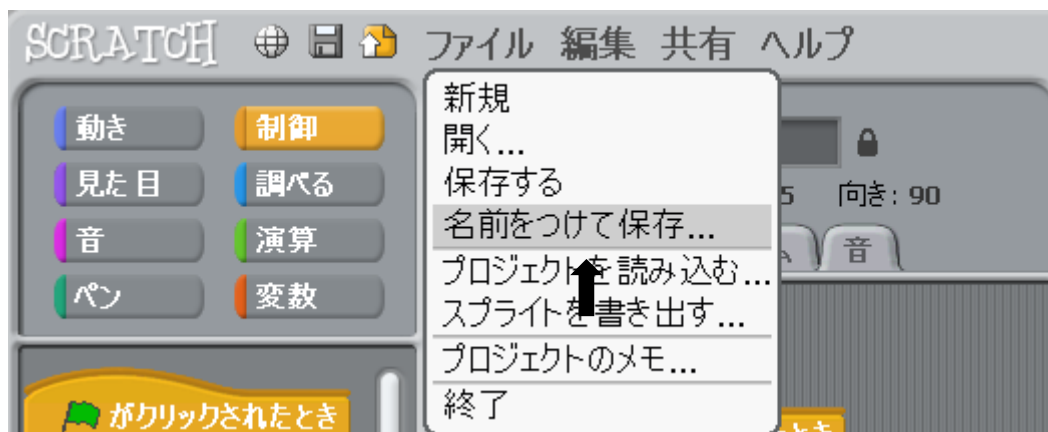 SCRATCH ファイル 編集 共有 ヘルプ
動き 制御
見た目 調べる
音 演算
ペン 変数
新規
開く...
保存する
名前をつけて保存...
プロジェクトを読み込む...
スプライトを書き出す...
プロジェクトのメモ...
終了
5 向き: 90
音
がクリックされたとき
たとき